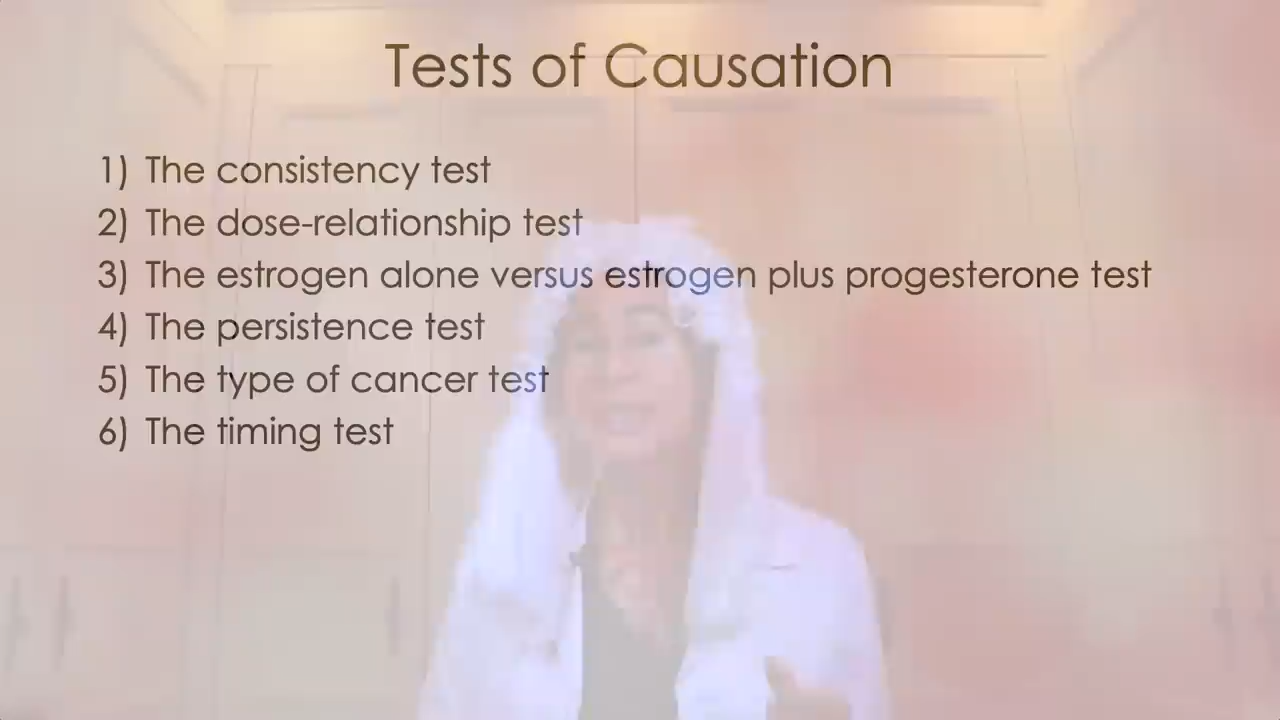 Tests of Causation
1) The consistency test
2) The dose-relationship test
3) The estrogen alone versus estrogen plus progesterone test
4) The persistence test
5) The type of cancer test
6) The timing test